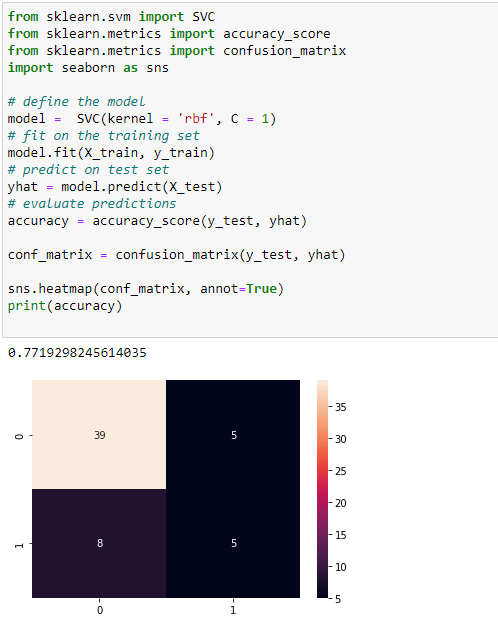 from sklearn.svm import SVC
from sklearn.metrics import accuracy_score
from sklearn.metrics import confusion_matrix
import seaborn as sns
# define the model
model =  SVC(kernel = 'rbf', C = 1)
# fit on the training set
model.fit(X_train, y_train)
# predict on test set
yhat = model.predict(X_test)
# evaluate predictions
accuracy = accuracy_score(y_test, yhat)
conf_matrix = confusion_matrix(y_test, yhat)
sns.heatmap(conf_matrix, annot=True)
print(accuracy)
0.7719298245614035
0
39
5
1
8
5
0
1
35
30
25
20
15
10
5